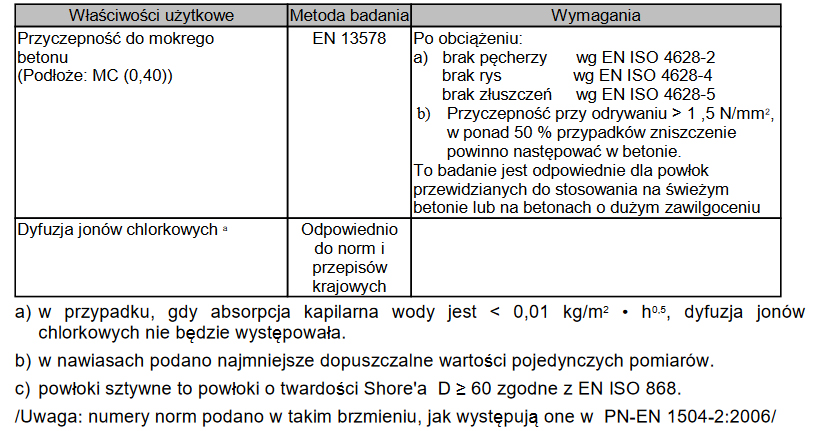 Właściwości użytkowe Metoda badania Wymagania
Przyczepność do mokrego
betonu
(Podłoże: MC (0,40))
EN 13578
Po obciążeniu:
a) brak pęcherzy wg EN ISO 4628-2
brak rys wg EN ISO 4628-4
brak złuszczeń wg EN ISO 4628-5
b) Przyczepność przy odrywaniu > 1 ,5 N/mm²,
w ponad 50 % przypadków zniszczenie
powinno następować w betonie.
To badanie jest odpowiednie dla powłok
przewidzianych do stosowania na świeżym
betonie lub na betonach o dużym zawilgoceniu
Dyfuzja jonów chlorkowych ᵃ
Odpowiednio
do norm i
przepisów
krajowych
a) w przypadku, gdy absorpcja kapilarna wody jest < 0,01 kg/m² • h⁰·⁵, dyfuzja jonów
chlorkowych nie będzie występowała.
b) w nawiasach podano najmniejsze dopuszczalne wartości pojedynczych pomiarów.
c) powłoki sztywne to powłoki o twardości Shore'a D ≥ 60 zgodne z EN ISO 868.
/Uwaga: numery norm podano w takim brzmieniu, jak występują one w PN-EN 1504-2:2006/